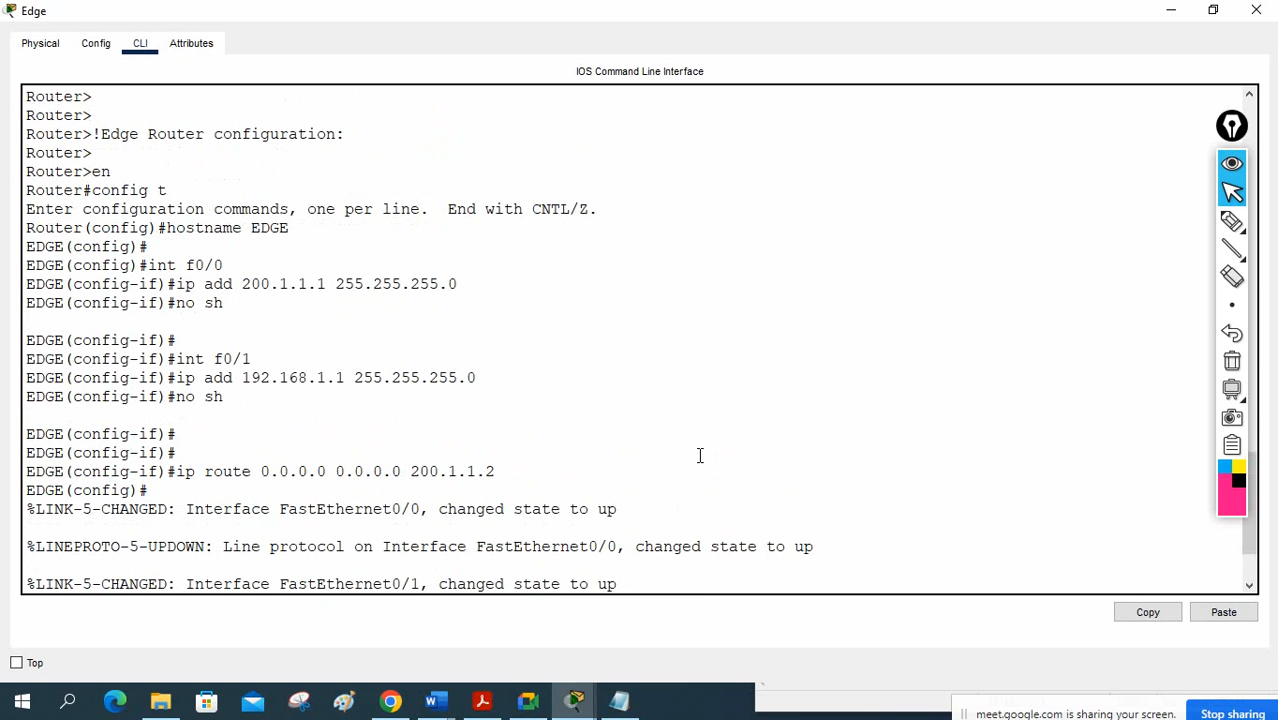 Edge
Physical Config CLI Attributes
IOS Command Line Interface
Router>
Router>
Router>!Edge Router configuration:
Router>
Router>en
Router#config t
Enter configuration commands, one per line.  End with CNTL/Z.
Router(config)#hostname EDGE
EDGE(config)#
EDGE(config)#int f0/0
EDGE(config-if)#ip add 200.1.1.1 255.255.255.0
EDGE(config-if)#no sh
EDGE(config-if)#
EDGE(config-if)#int f0/1
EDGE(config-if)#ip add 192.168.1.1 255.255.255.0
EDGE(config-if)#no sh
EDGE(config-if)#
EDGE(config-if)#
EDGE(config-if)#ip route 0.0.0.0 0.0.0.0 200.1.1.2
EDGE(config)#
%LINK-5-CHANGED: Interface FastEthernet0/0, changed state to up
%LINEPROTO-5-UPDOWN: Line protocol on Interface FastEthernet0/0, changed state to up
%LINK-5-CHANGED: Interface FastEthernet0/1, changed state to up
Copy Paste
Top
meet.google.com is sharing your screen. Stop sharing